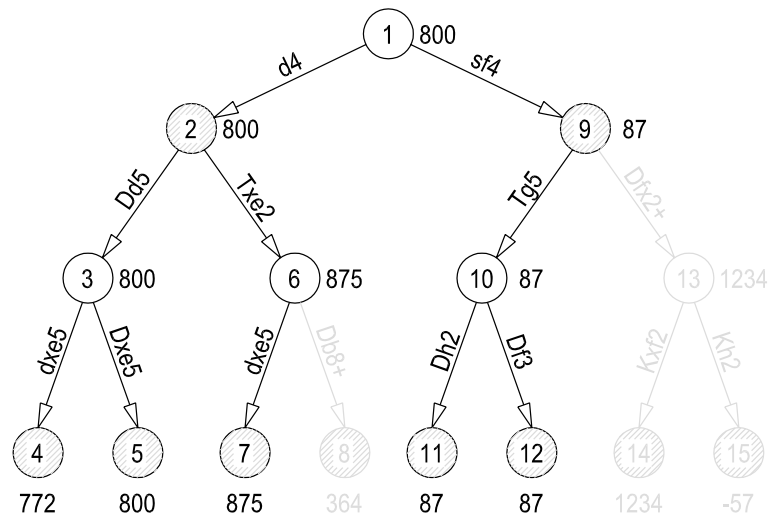 1 800
d4 sf4
2 800 9 87
Dd5 Txe2 Tg5 Dfx2+
3 800 6 875 10 87 13 1234
dxe5 Dxe5 dxe5 Db8+ Dh2 Df3 Kxf2 Kh2
4 5 7 8 11 12 14 15
772 800 875 364 87 87 1234 -57